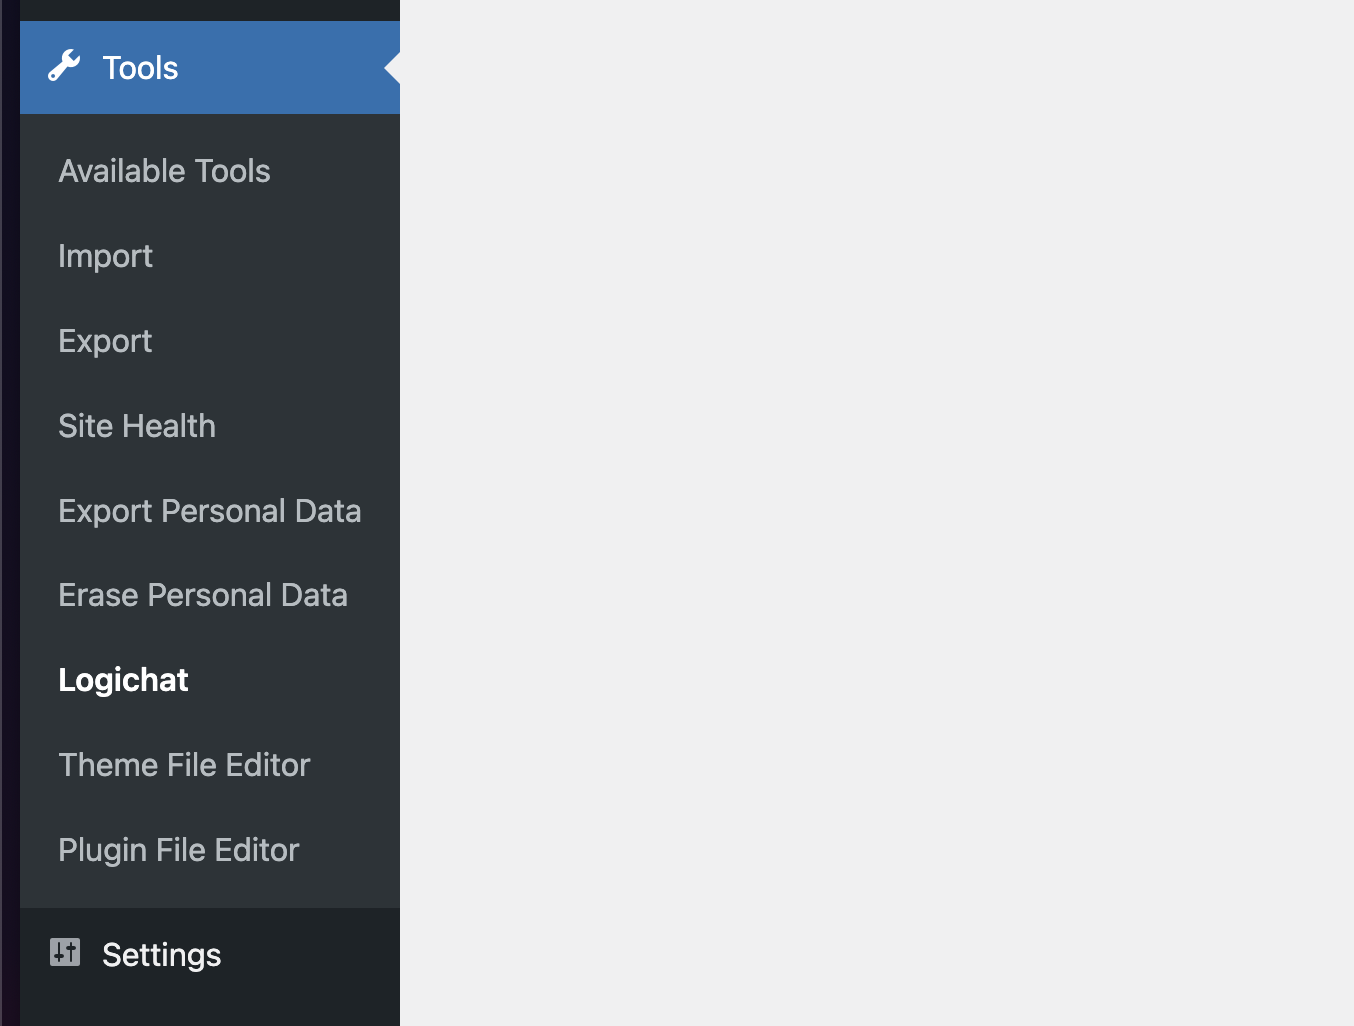 Tools
Available Tools
Import
Export
Site Health
Export Personal Data
Erase Personal Data
Logichat
Theme File Editor
Plugin File Editor
Settings